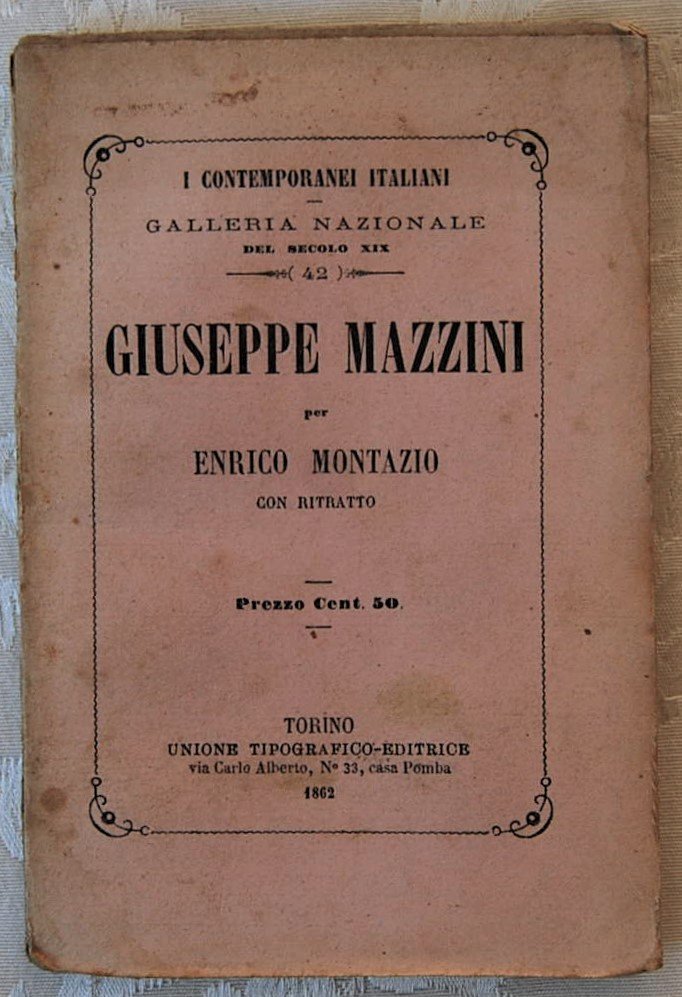 I CONTEMPORANEI ITALIANI
GALLERIA NAZIONALE
DEL SECOLO XIX
( 42 )
GIUSEPPE MAZZINI
per
ENRICO MONTAZIO
CON RITRATTO
Prezzo Cent. 50.
TORINO
UNIONE TIPOGRAFICO-EDITRICE
via Carlo Alberto, Nº 33, casa Pomba
1862